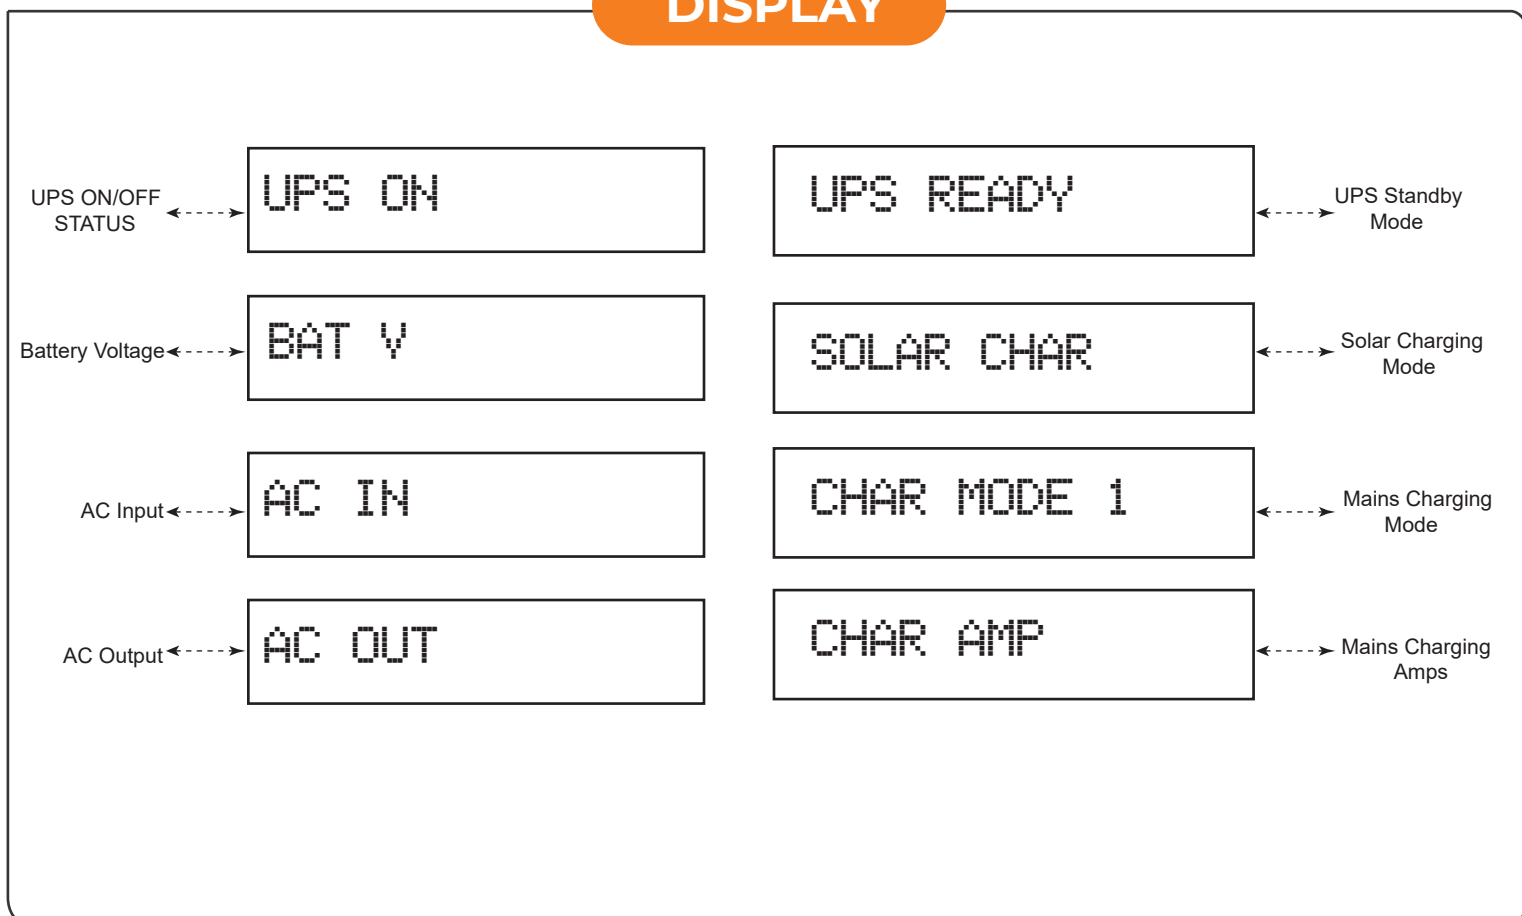 DISPLAY
UPS ON/OFF
STATUS
UPS ON
UPS READY
UPS Standby
Mode
Battery Voltage
BAT V
SOLAR CHAR
Solar Charging
Mode
AC Input
AC IN
CHAR MODE 1
Mains Charging
Mode
AC Output
AC OUT
CHAR AMP
Mains Charging
Amps